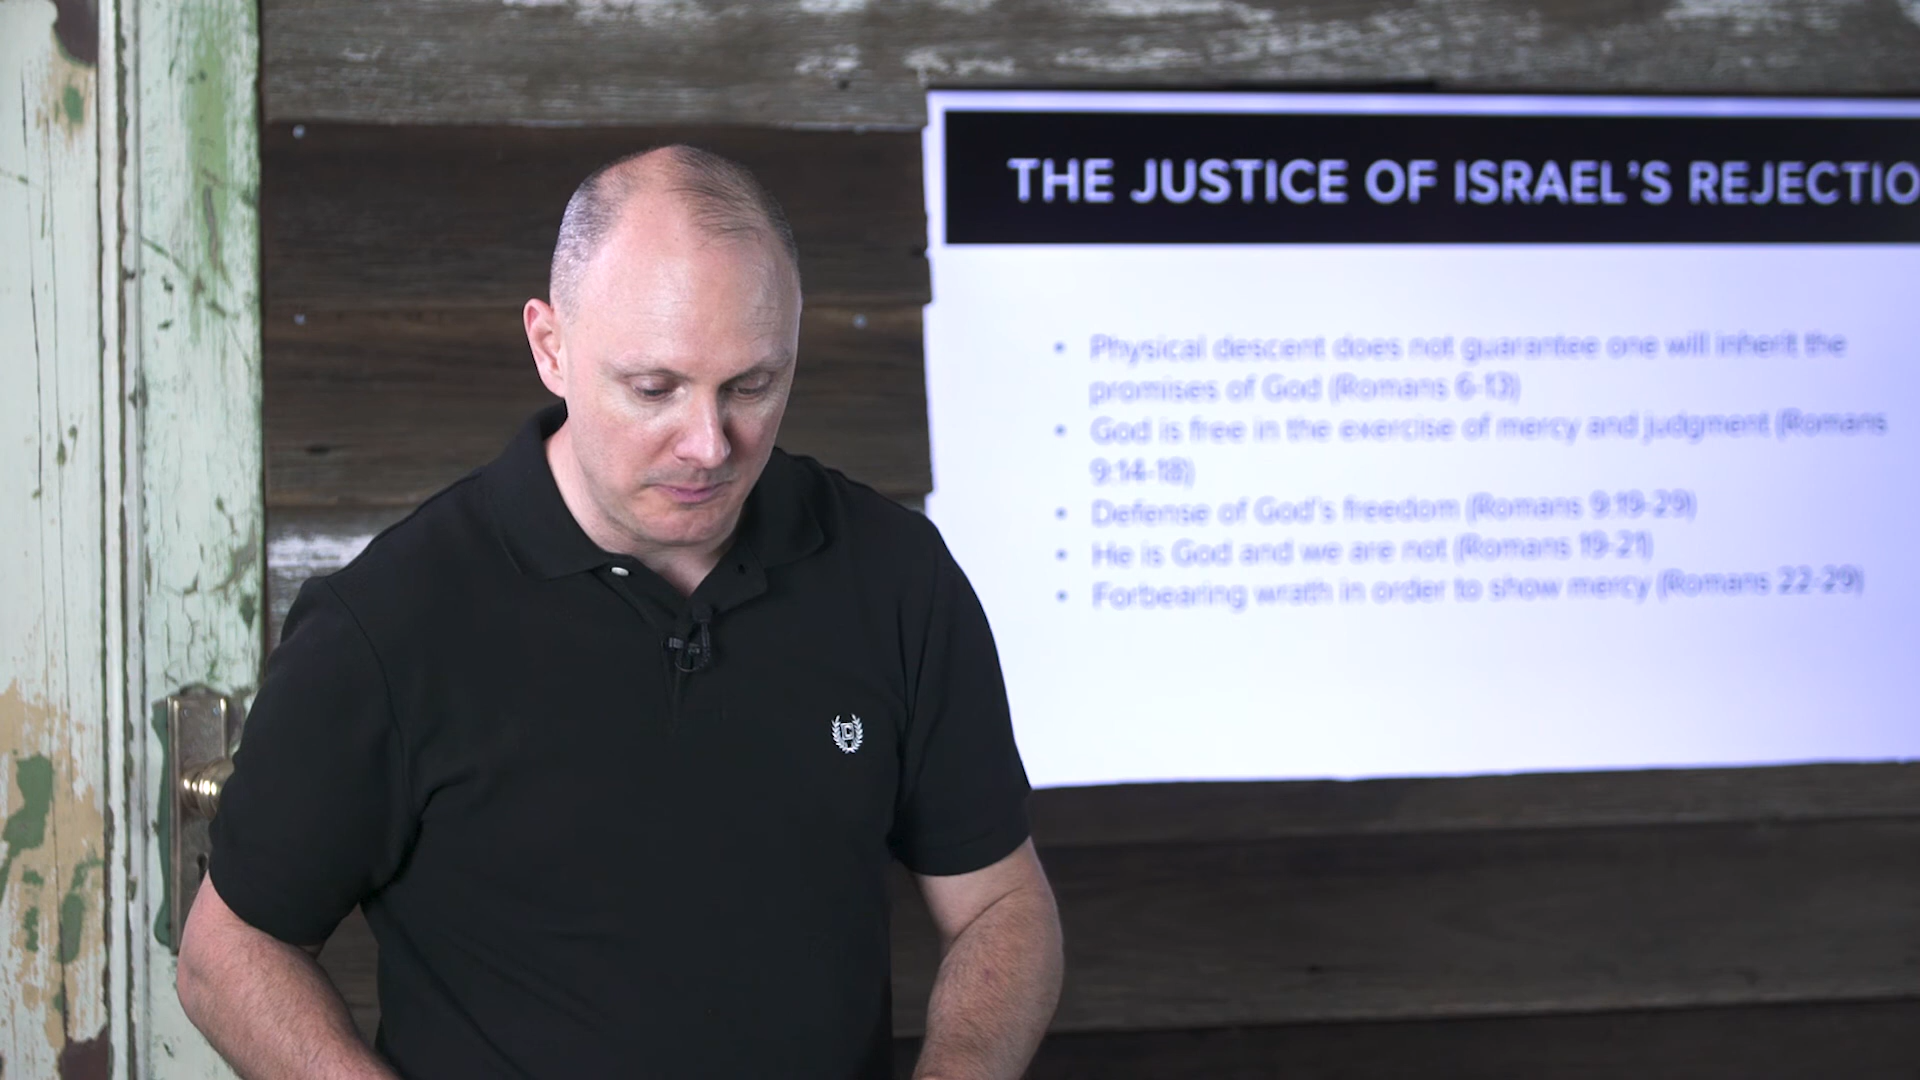 THE JUSTICE OF ISRAEL'S REJECTIO
• Physical descent does not guarantee one will inherit the
promises of God (Romans 6-13)
• God is free in the exercise of mercy and judgment (Romans
9:14-18)
• Defense of God's freedom (Romans 9:19-29)
• He is God and we are not (Romans 19-21)
• Forbearing wrath in order to show mercy (Romans 22-29)
C